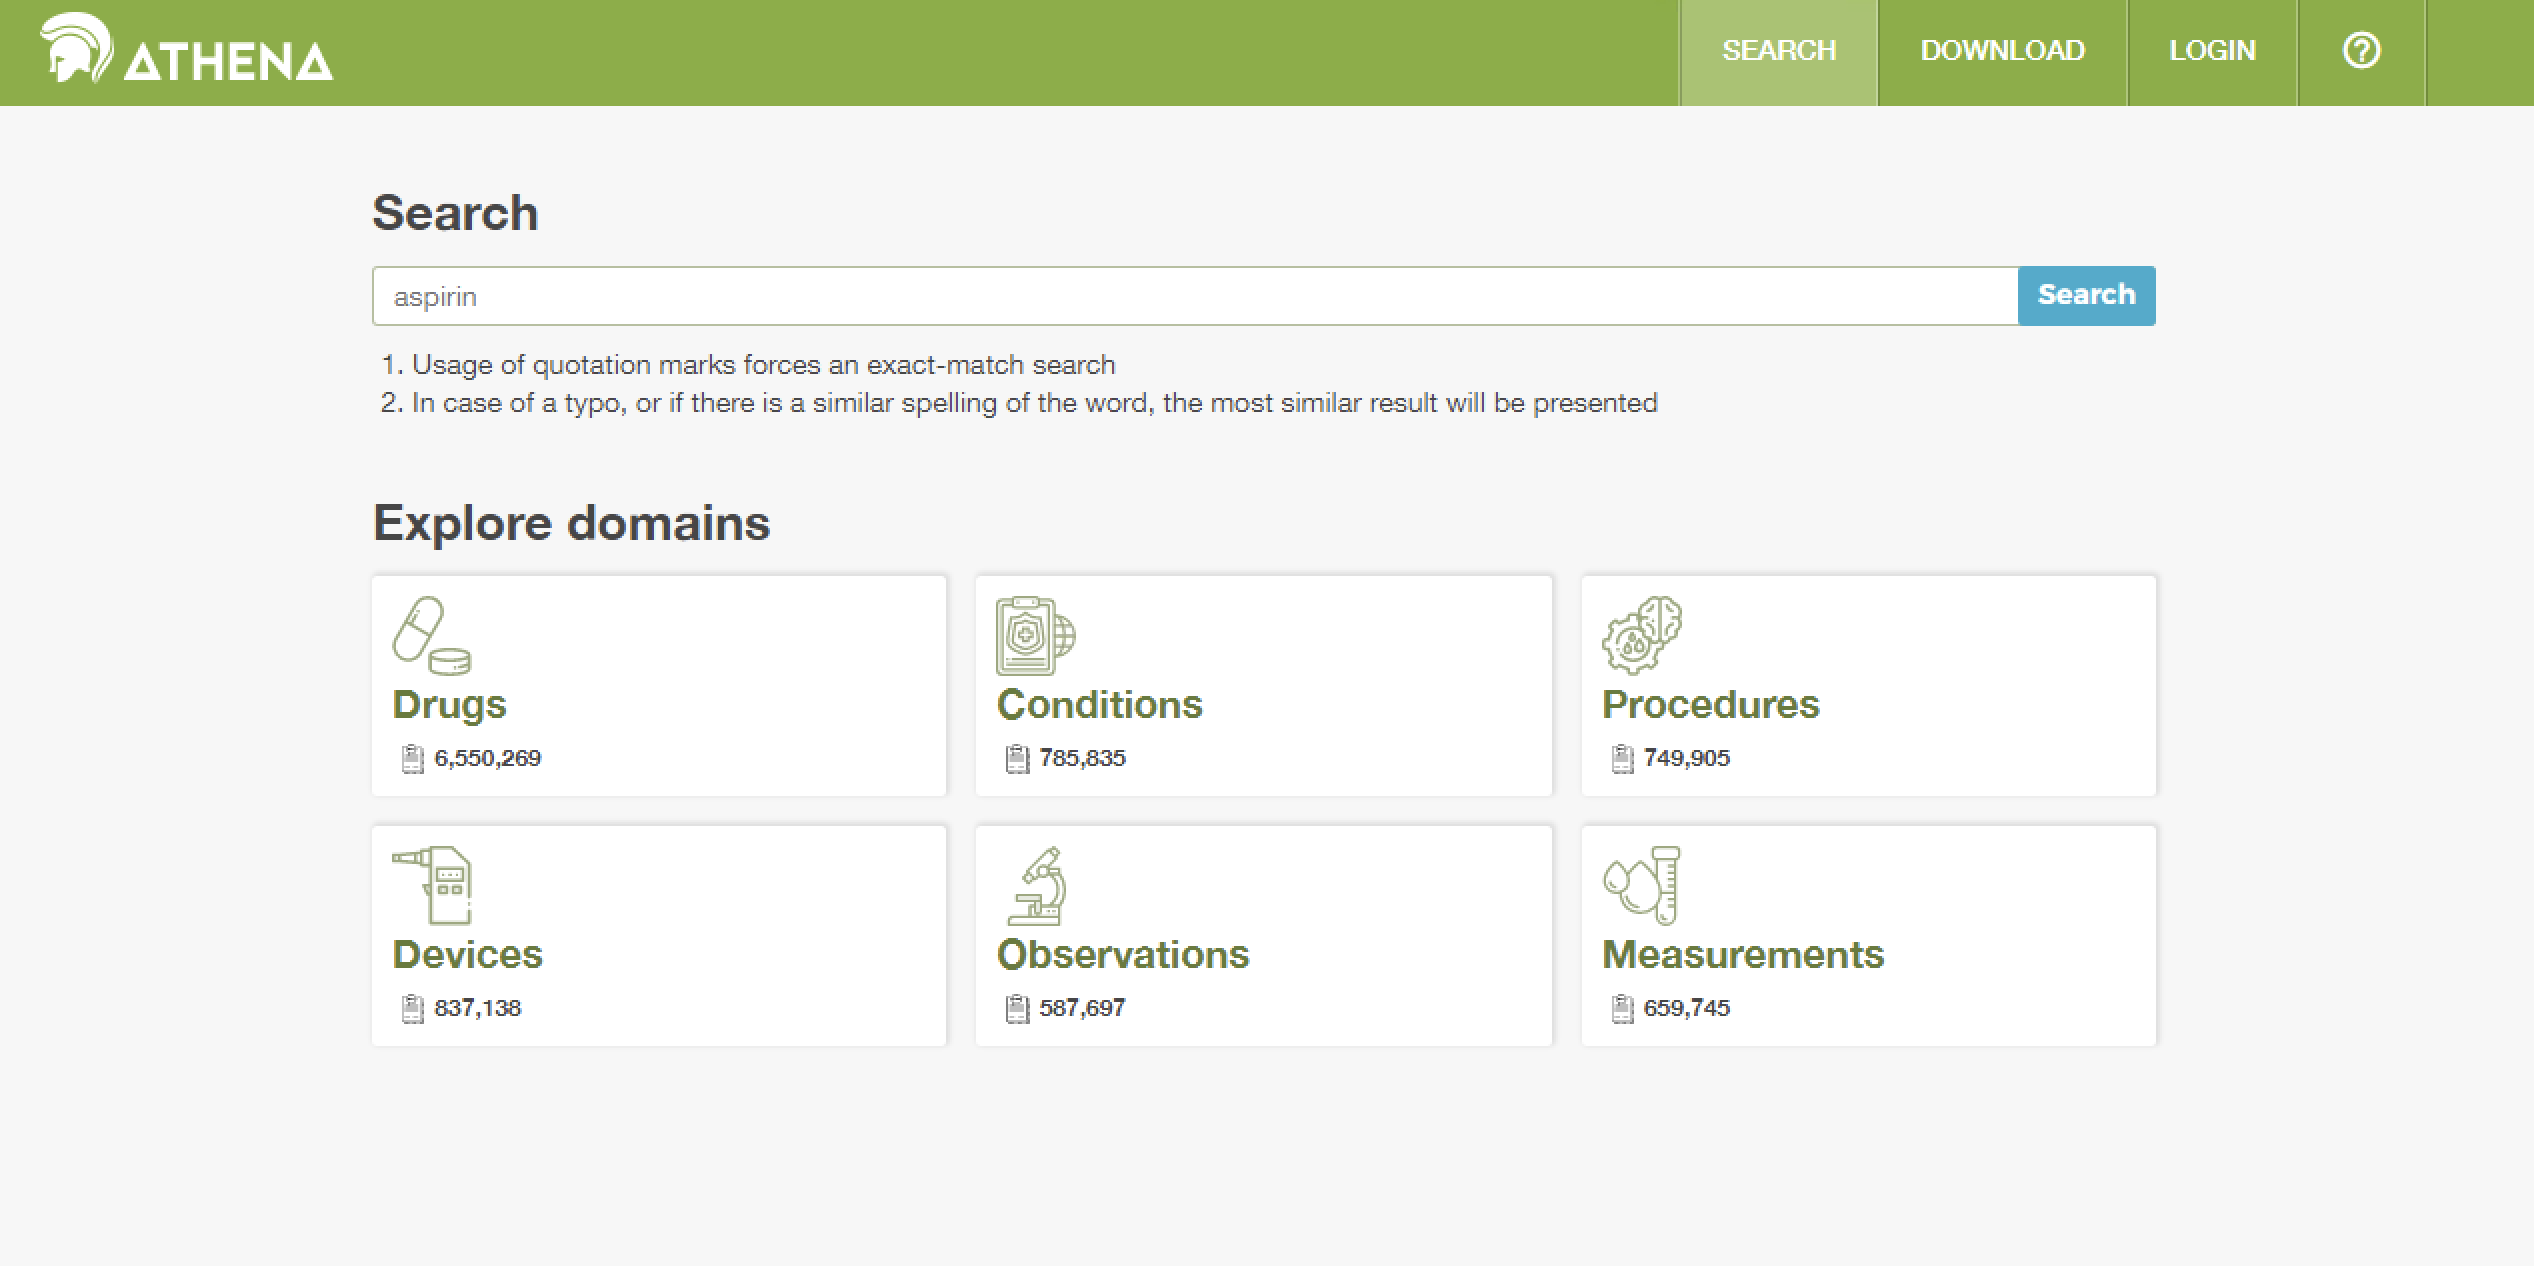 ATHENA
SEARCH
DOWNLOAD
LOGIN
?
Search
aspirin
Search
1. Usage of quotation marks forces an exact-match search
2. In case of a typo, or if there is a similar spelling of the word, the most similar result will be presented
Explore domains
Drugs
6,550,269
Conditions
785,835
Procedures
749,905
Devices
837,138
Observations
587,697
Measurements
659,745